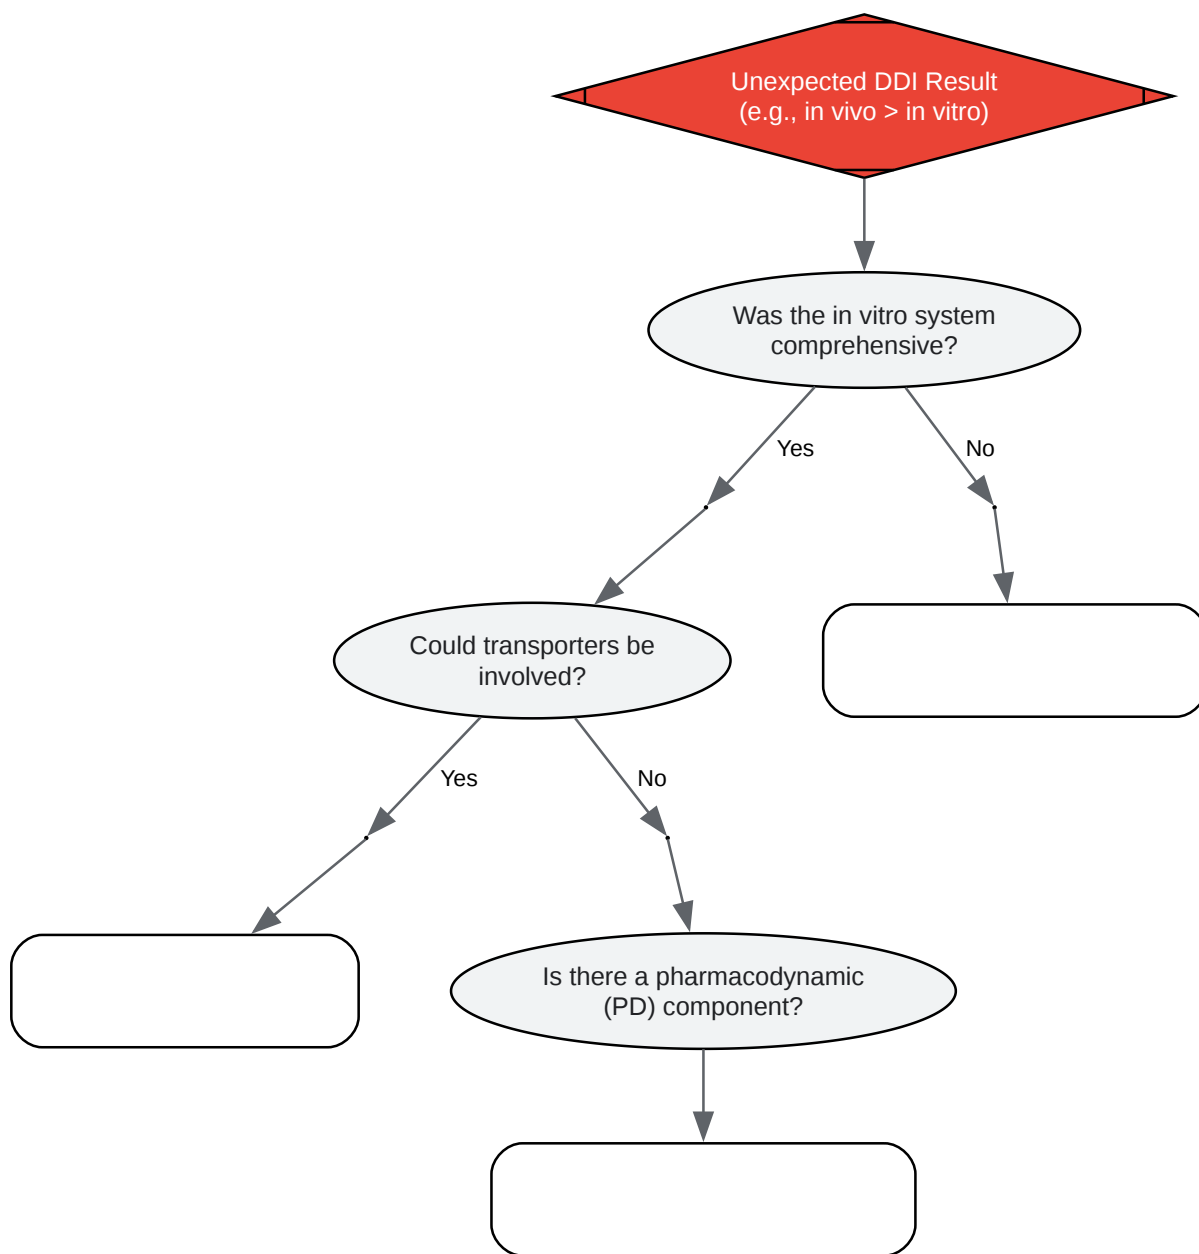 Unexpected DDI Result
(e.g., in vivo > in vitro)
Was the in vitro system
comprehensive?
Yes
No
Could transporters be
involved?
Yes
No
Is there a pharmacodynamic
(PD) component?